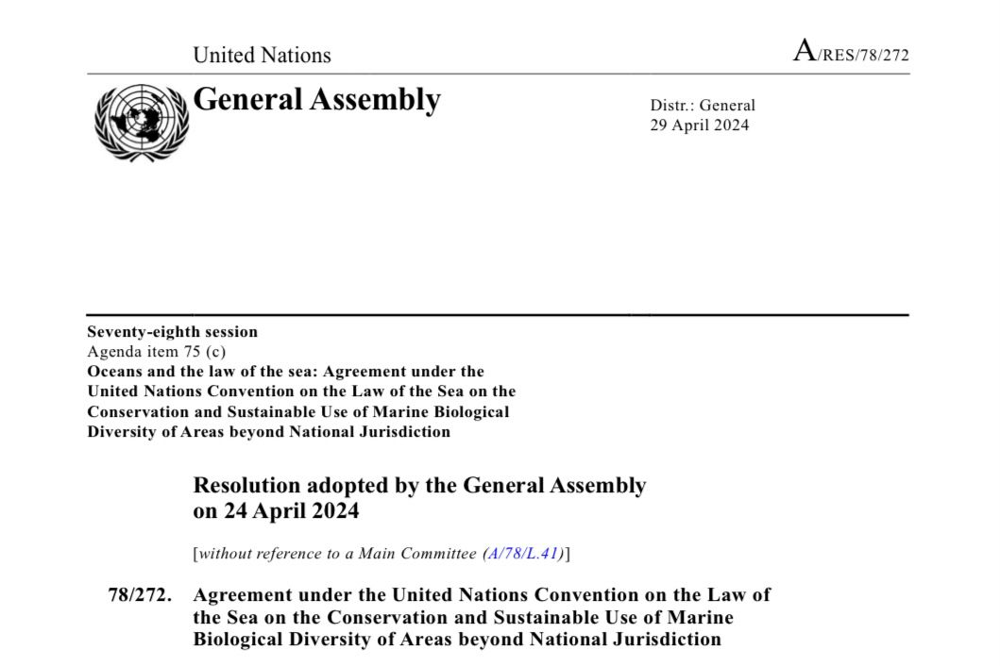 United Nations
A/RES/78/272
General Assembly
Distr.: General
29 April 2024
Seventy-eighth session
Agenda item 75 (c)
Oceans and the law of the sea: Agreement under the
United Nations Convention on the Law of the Sea on the
Conservation and Sustainable Use of Marine Biological
Diversity of Areas beyond National Jurisdiction
Resolution adopted by the General Assembly
on 24 April 2024
[without reference to a Main Committee (A/78/L.41)]
78/272. Agreement under the United Nations Convention on the Law of
the Sea on the Conservation and Sustainable Use of Marine
Biological Diversity of Areas beyond National Jurisdiction